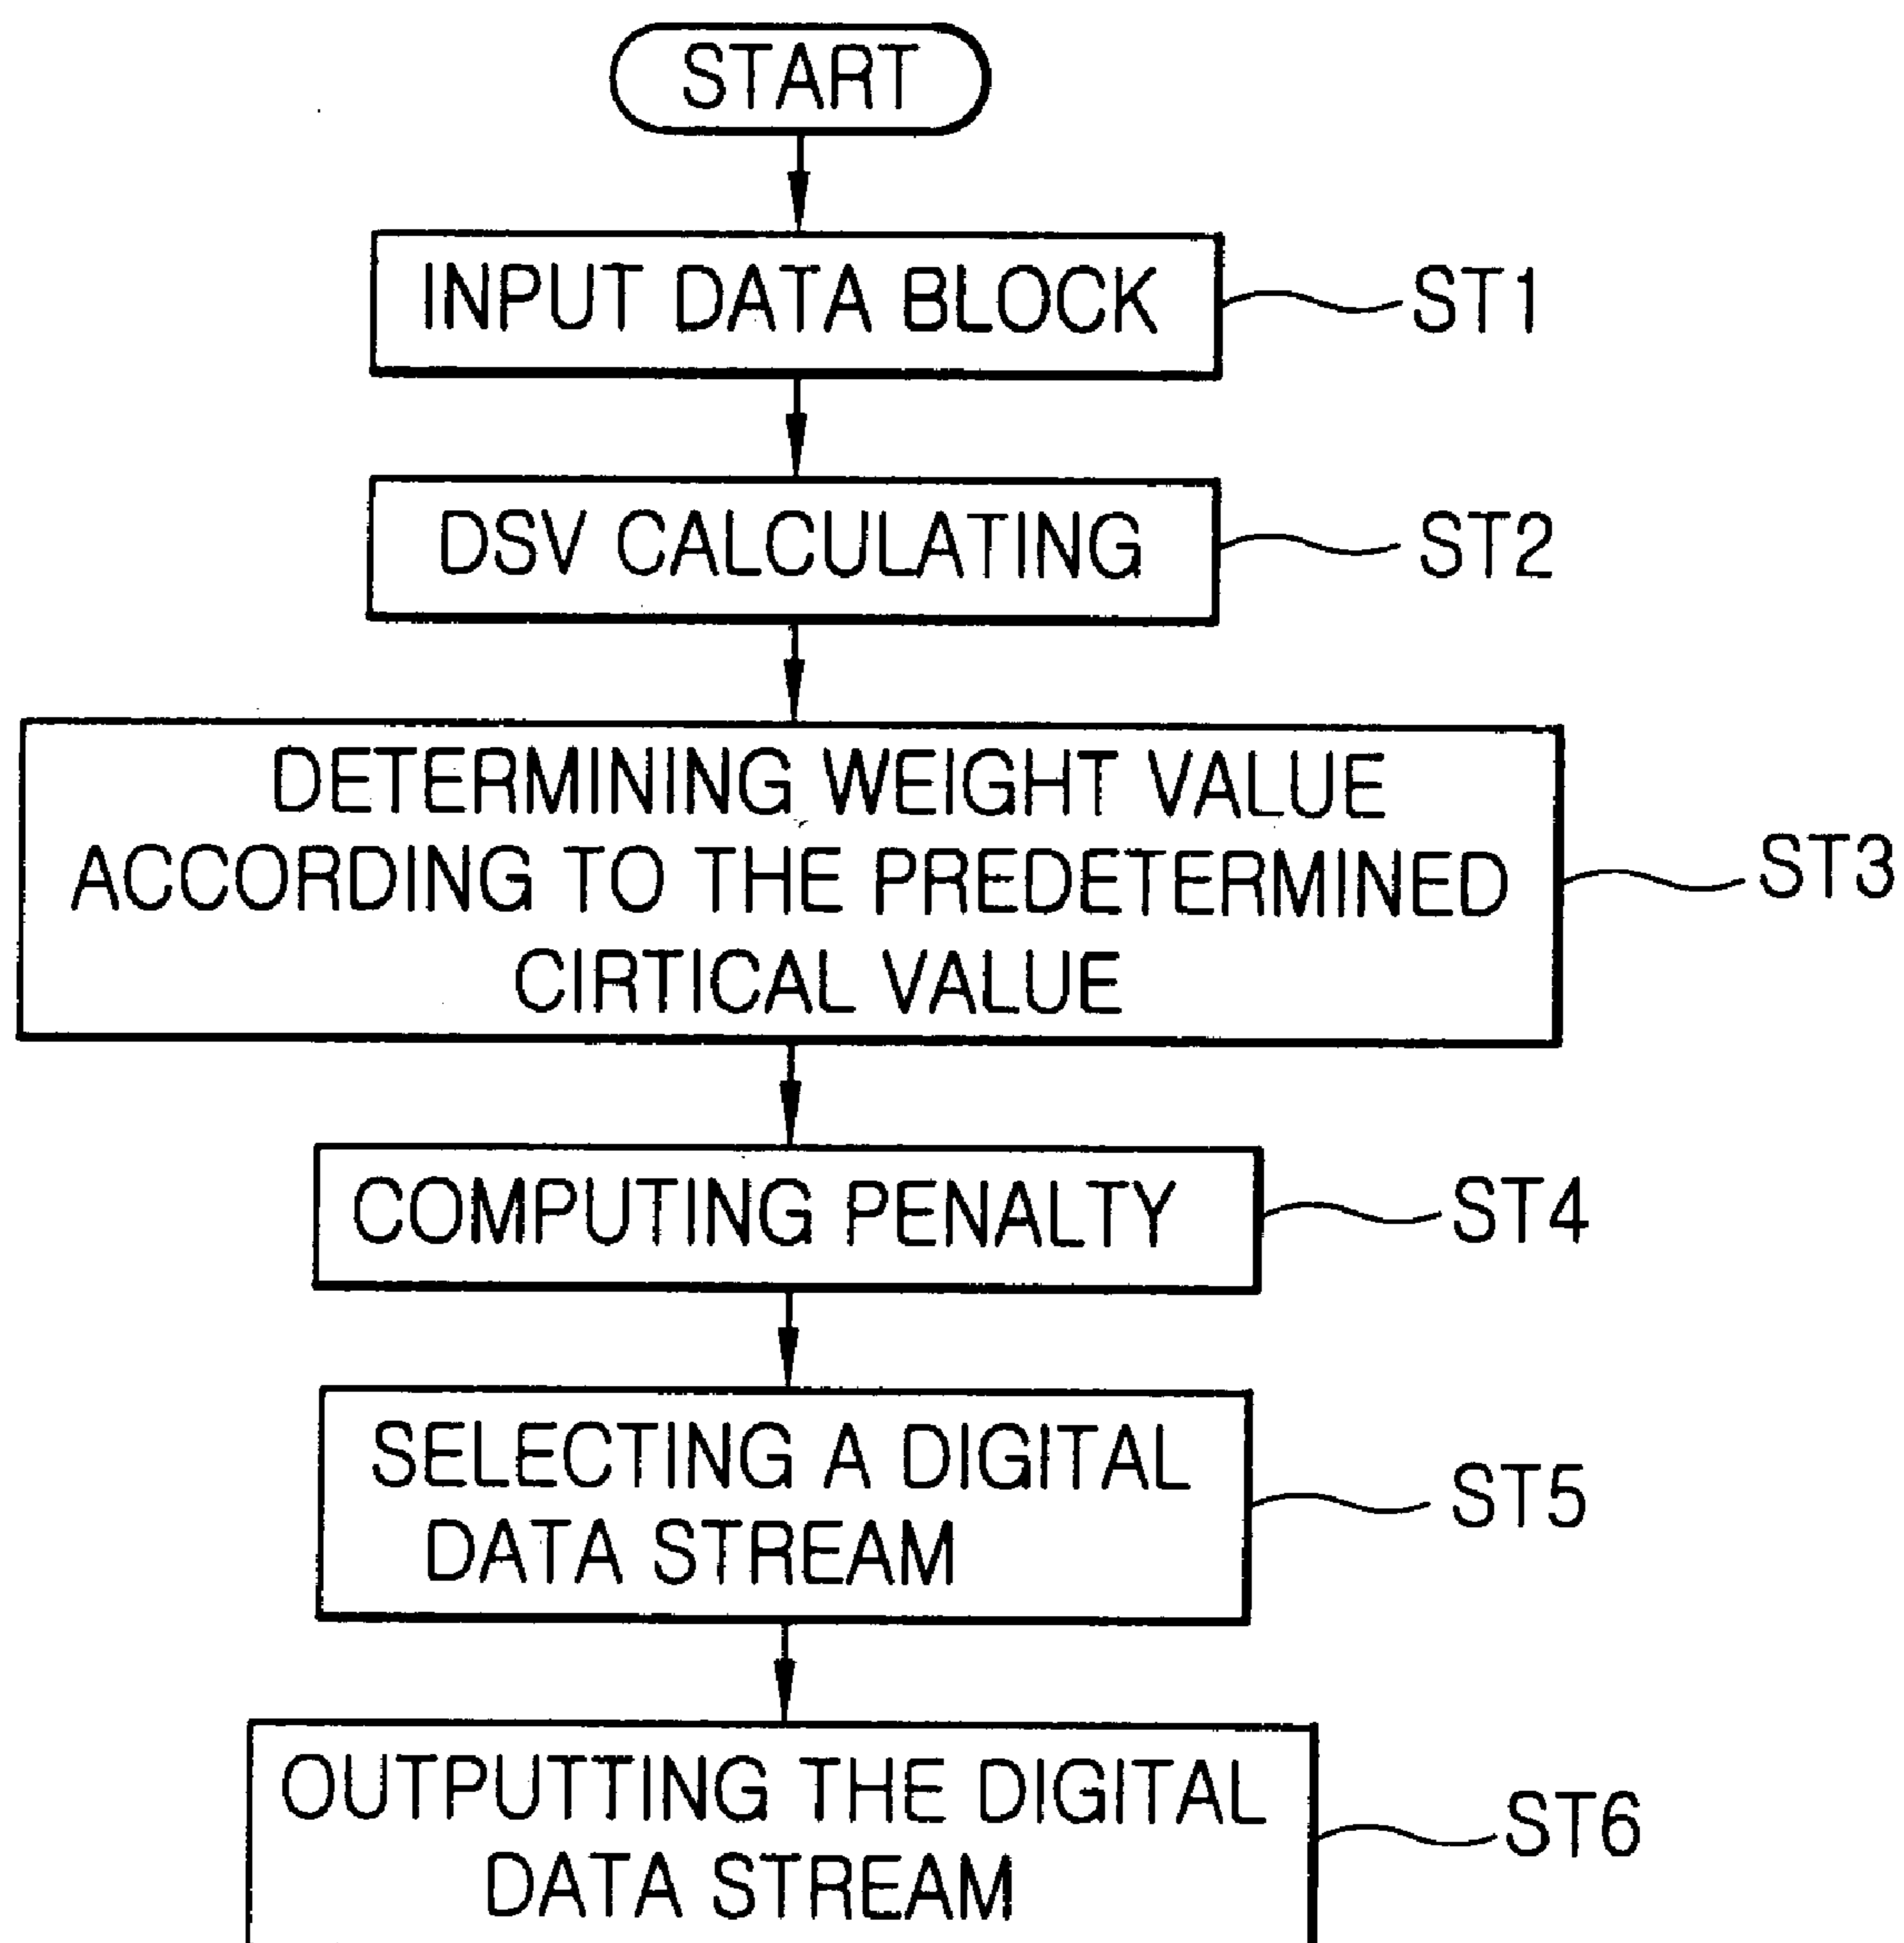 START
INPUT DATA BLOCK
ST1
DSV CALCULATING
ST2
DETERMINING WEIGHT VALUE
ACCORDING TO THE PREDETERMINED
CIRTICAL VALUE
ST3
COMPUTING PENALTY
ST4
SELECTING A DIGITAL
DATA STREAM
ST5
OUTPUTTING THE DIGITAL
DATA STREAM
ST6